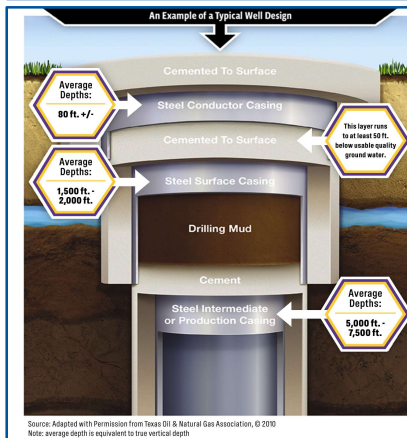 An Example of a Typical Well Design
Cemented To Surface
Average
Depths:
80 ft. +/-
Steel Conductor Casing
Cemented To Surface
This layer runs
to at least 50 ft.
below usable quality
ground water.
Average
Depths:
1,500 ft. -
2,000 ft.
Steel Surface Casing
Drilling Mud
Cement
Steel Intermediate
or Production Casing
Average
Depths:
5,000 ft. -
7,500 ft.
Source: Adapted with Permission from Texas Oil & Natural Gas Association, © 2010
Note: average depth is equivalent to true vertical depth